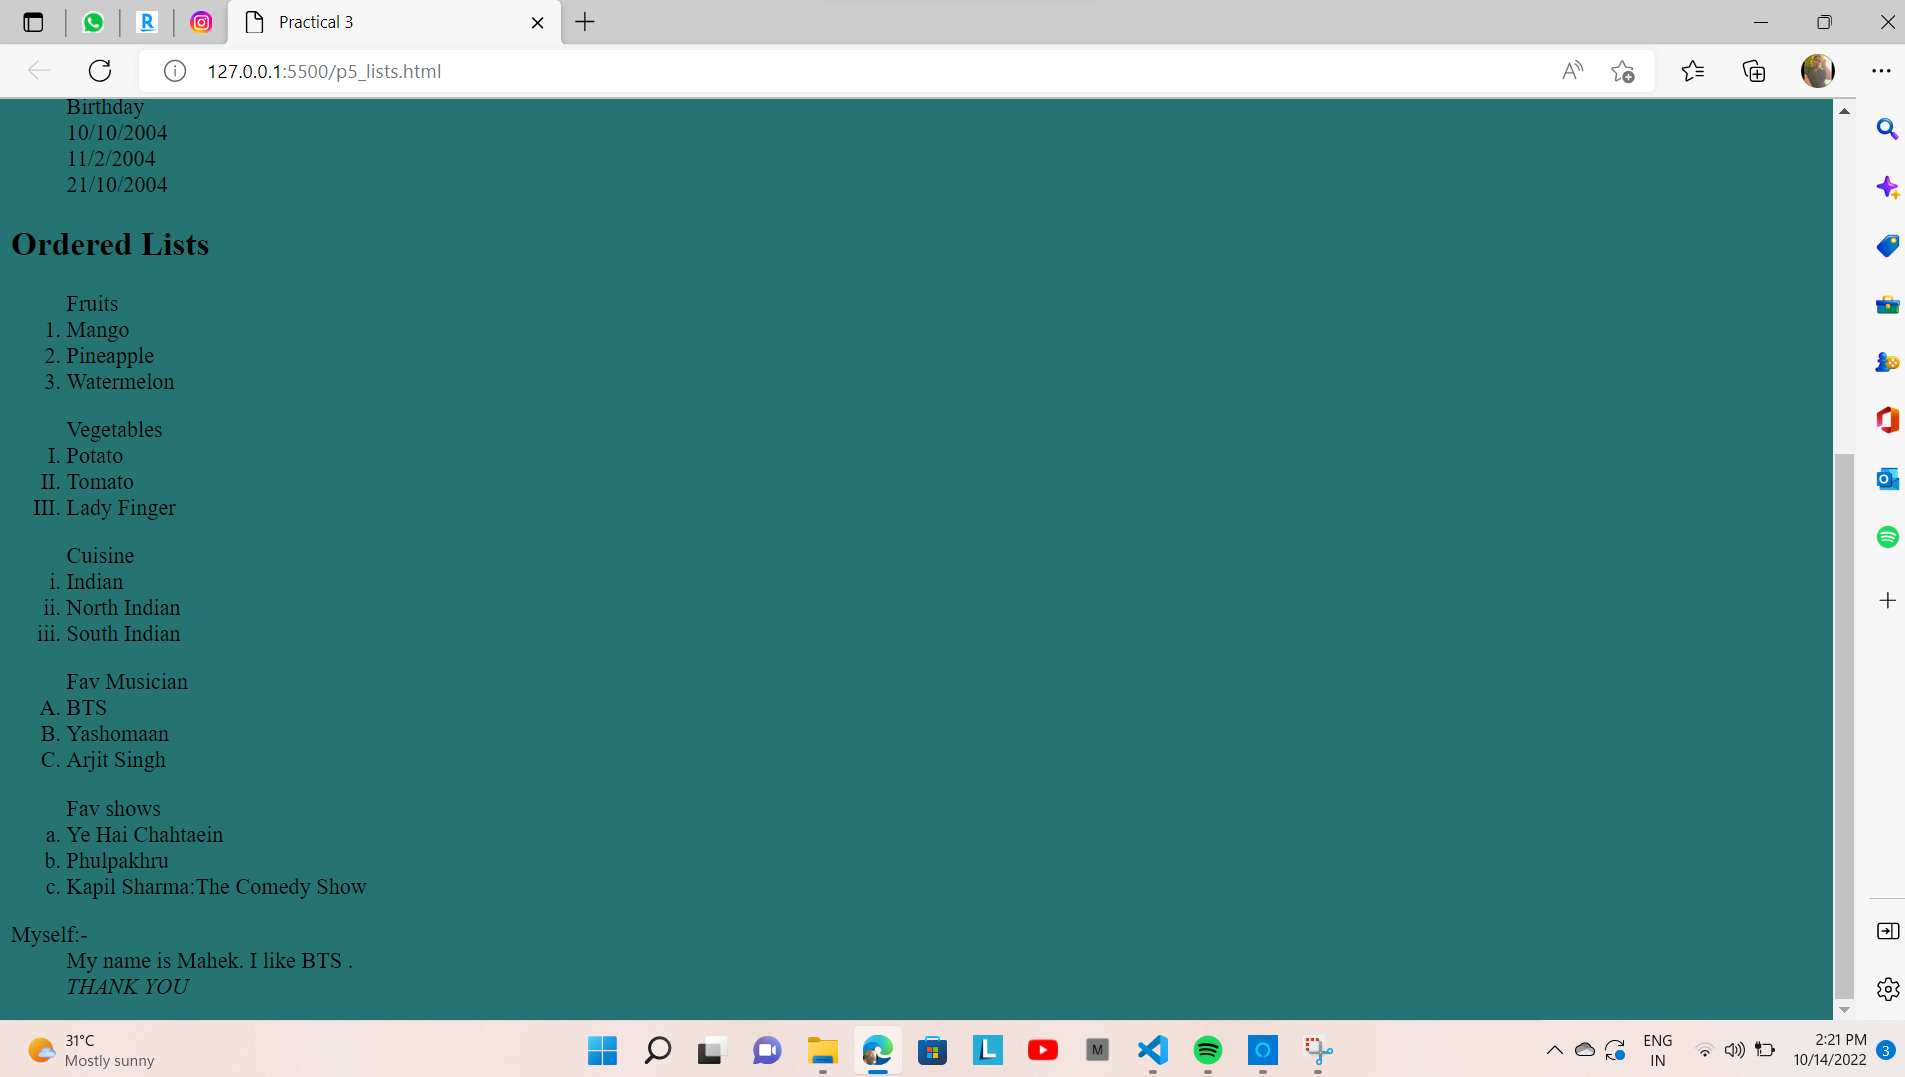 Practical 3
127.0.0.1:5500/p5_lists.html
Birthday
10/10/2004
11/2/2004
21/10/2004
Ordered Lists
Fruits
1. Mango
2. Pineapple
3. Watermelon
Vegetables
I. Potato
II. Tomato
III. Lady Finger
Cuisine
i. Indian
ii. North Indian
iii. South Indian
Fav Musician
A. BTS
B. Yashomaan
C. Arjit Singh
Fav shows
a. Ye Hai Chahtaein
b. Phulpakhru
c. Kapil Sharma:The Comedy Show
Myself:-
My name is Mahek. I like BTS .
THANK YOU
31°C
Mostly sunny
M
ENG
IN
2:21 PM
10/14/2022
3